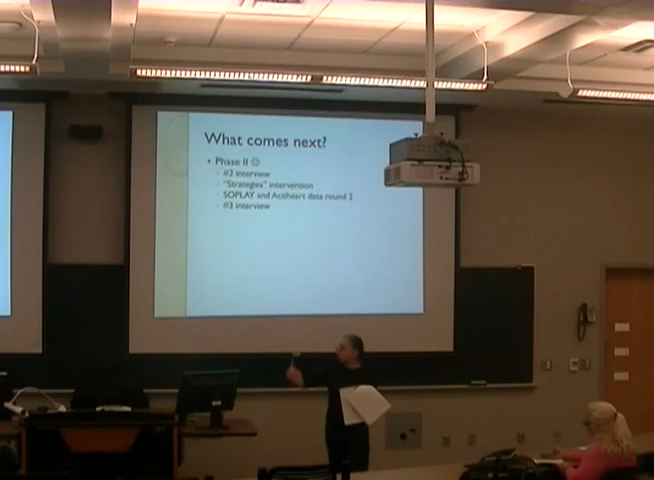 What comes next?
• Phase II ☺
◦ #2 interview
◦ "Strategies" intervention
◦ SOPLAY and Actiheart data round 2
◦ #3 interview